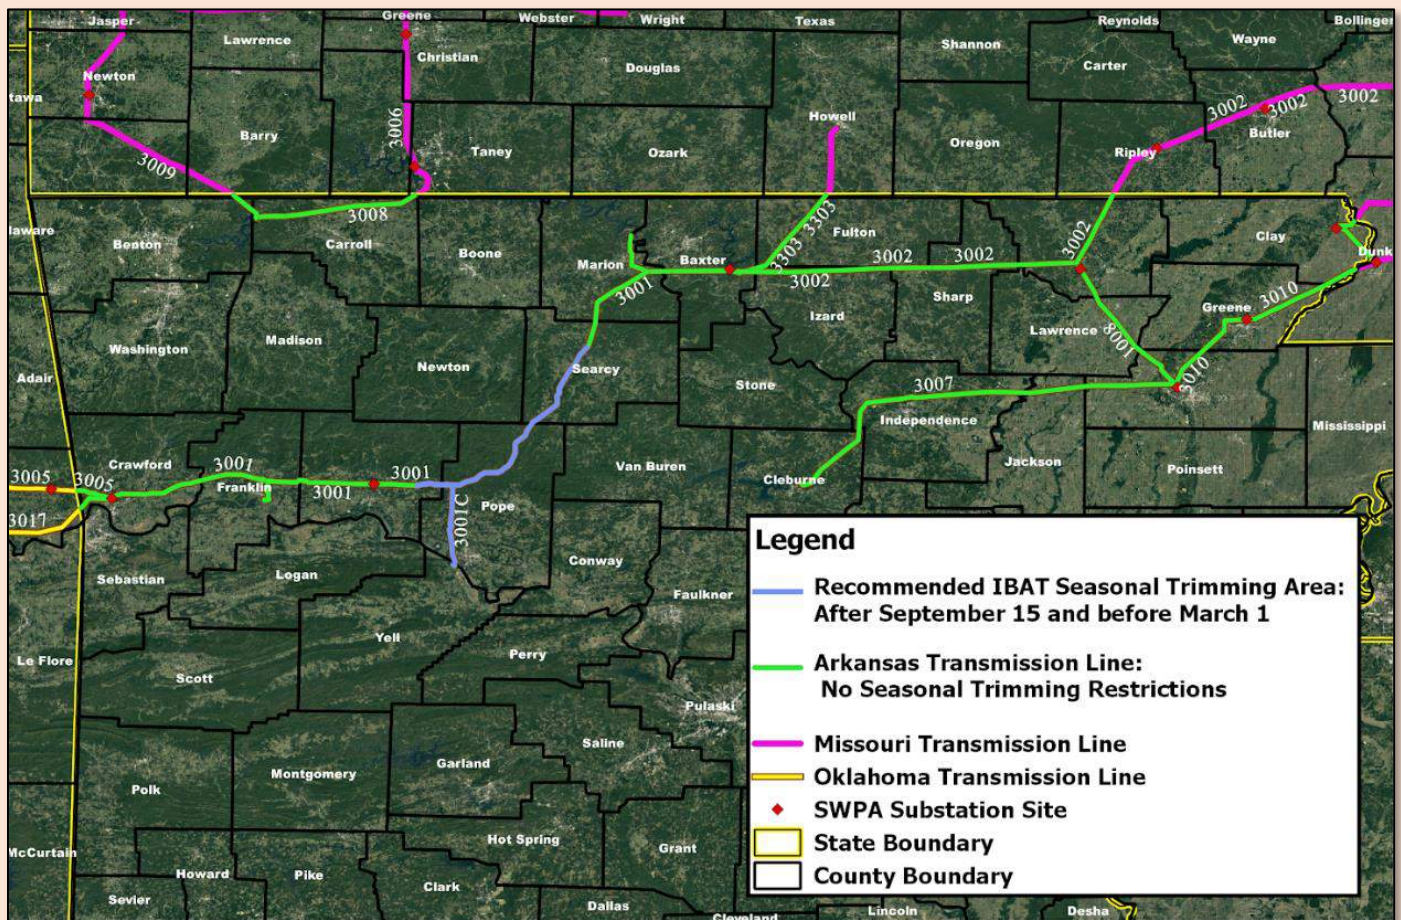 Jasper
Greene
Webster
Wright
Texas
Reynolds
Bollinger
Lawrence
Christian
Shannon
Wayne
Newton
Douglas
Carter
tawa
3002
3002
3002
Barry
3006
Howell
Butler
Taney
Ozark
Oregon
Ripley
3009
3008
3303
3002
laware
Benton
Carroll
Boone
Marion
Baxter
3303
Fulton
Clay
Dunk
3002
3002
3002
3001
Sharp
3010
Izard
Greene
Washington
Madison
Lawrence
8001
Adair
Newton
Searcy
Stone
3007
3010
Independence
Mississippi
Crawford
3001
Van Buren
Jackson
Poinsett
3005
3005
Franklin
3001
3001
Cleburne
Pope
3001C
3017
Sebastian
Logan
Conway
Faulkner
Yell
Perry
Le Flore
Scott
Pulaski
Saline
Montgomery
Garland
Polk
Hot Spring
Grant
McCurtain
Howard
Pike
Clark
Sevier
Dallas
Cleveland
Lincoln
Desha
Legend
Recommended IBAT Seasonal Trimming Area:
After September 15 and before March 1
Arkansas Transmission Line:
No Seasonal Trimming Restrictions
Missouri Transmission Line
Oklahoma Transmission Line
SWPA Substation Site
State Boundary
County Boundary